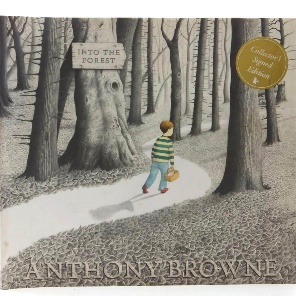 INTO THE
FOREST
Collector's
Signed
Edition
ANTHONY BROWNE